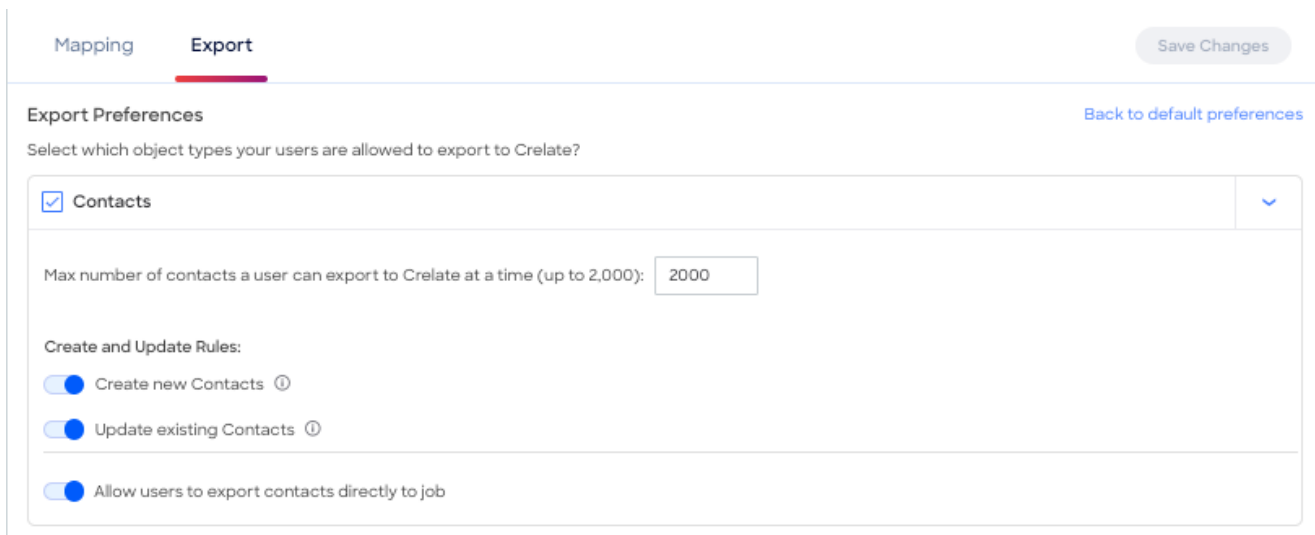 Mapping Export Save Changes
Export Preferences Back to default preferences
Select which object types your users are allowed to export to Crelate?
Contacts
Max number of contacts a user can export to Crelate at a time (up to 2,000): 2000
Create and Update Rules:
Create new Contacts
Update existing Contacts
Allow users to export contacts directly to job